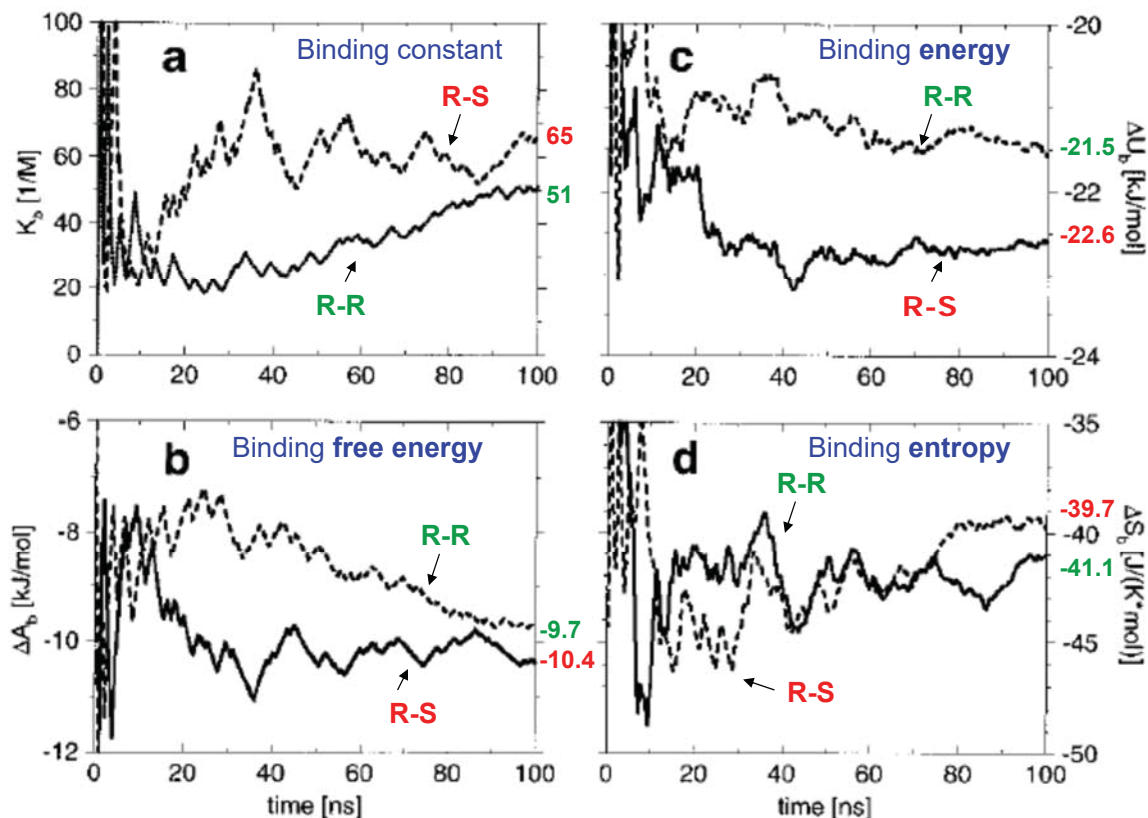 a Binding constant
100
80
60
40
20
0
K_b [1/M]
R-S
R-R
65
51
0 20 40 60 80 100
c Binding energy
-20
-22
-24
ΔU_b [kJ/mol]
R-R
R-S
-21.5
-22.6
0 20 40 60 80 100
b Binding free energy
-6
-8
-10
-12
ΔA_b [kJ/mol]
R-R
R-S
-9.7
-10.4
0 20 40 60 80 100
time [ns]
d Binding entropy
-35
-40
-45
-50
ΔS_b [J/(K*mol)]
R-R
R-S
-39.7
-41.1
0 20 40 60 80 100
time [ns]